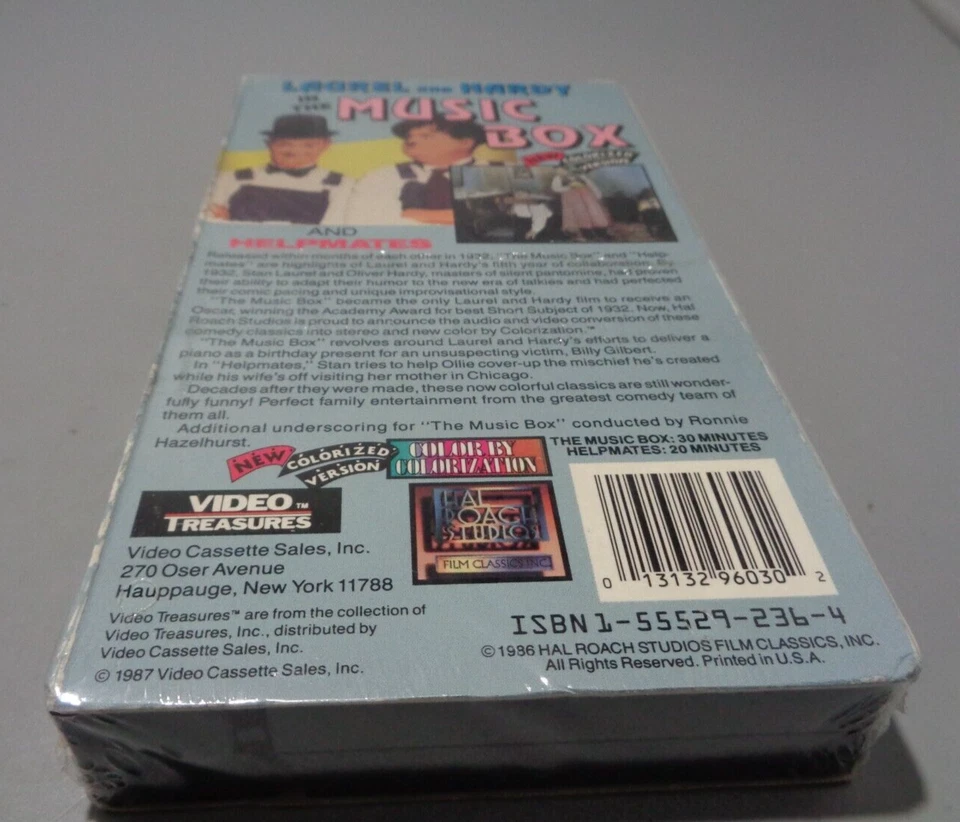 LAUREL AND HARDY
IN THE
MUSIC
BOX
NEW COLORIZED VERSION
AND
HELPMATES
Released within months of each other in 1932, "The Music Box" and "Help-
mates" are highlights of Laurel and Hardy's fifth year of collaboration. By
1932, Stan Laurel and Oliver Hardy, masters of silent pantomine, had proven
their ability to adapt their humor to the new era of talkies and had perfected
their comic pacing and unique improvisational style.
"The Music Box" became the only Laurel and Hardy film to receive an
Oscar, winning the Academy Award for best Short Subject of 1932. Now, Hal
Roach Studios is proud to announce the audio and video conversion of these
comedy classics into stereo and new color by Colorization.™
"The Music Box" revolves around Laurel and Hardy's efforts to deliver a
piano as a birthday present for an unsuspecting victim, Billy Gilbert.
In "Helpmates," Stan tries to help Ollie cover-up the mischief he's created
while his wife's off visiting her mother in Chicago.
Decades after they were made, these now colorful classics are still wonder-
fully funny! Perfect family entertainment from the greatest comedy team of
them all.
Additional underscoring for "The Music Box" conducted by Ronnie
Hazelhurst.
NEW COLORIZED VERSION
COLOR BY
COLORIZATION
THE MUSIC BOX: 30 MINUTES
HELPMATES: 20 MINUTES
VIDEO TM
TREASURES
HAL
ROACH
STUDIOS
FILM CLASSICS INC.
Video Cassette Sales, Inc.
270 Oser Avenue
Hauppauge, New York 11788
0 13132 96030 2
Video Treasures™ are from the collection of
Video Treasures, Inc., distributed by
Video Cassette Sales, Inc.
© 1987 Video Cassette Sales, Inc.
ISBN 1-55529-236-4
© 1986 HAL ROACH STUDIOS FILM CLASSICS, INC.
All Rights Reserved. Printed in U.S.A.